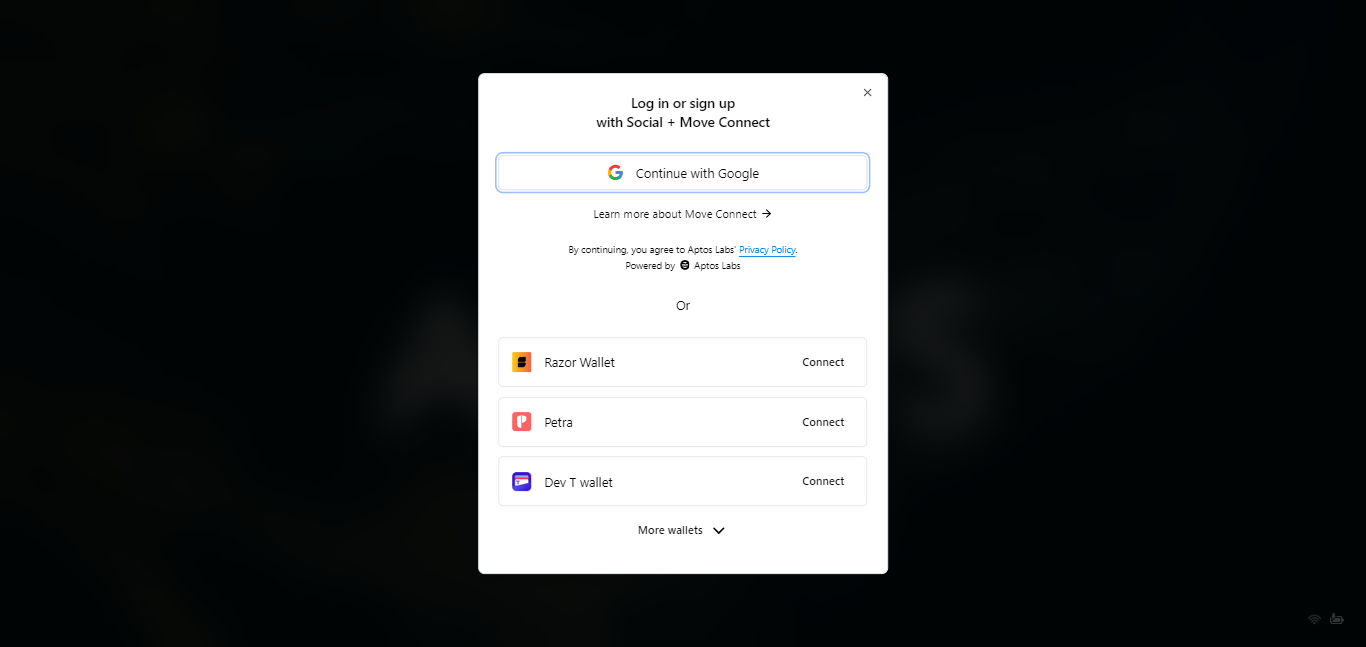 Log in or sign up
with Social + Move Connect
Continue with Google
Learn more about Move Connect →
By continuing, you agree to Aptos Labs' Privacy Policy.
Powered by Aptos Labs
Or
Razor Wallet Connect
Petra Connect
Dev T wallet Connect
More wallets